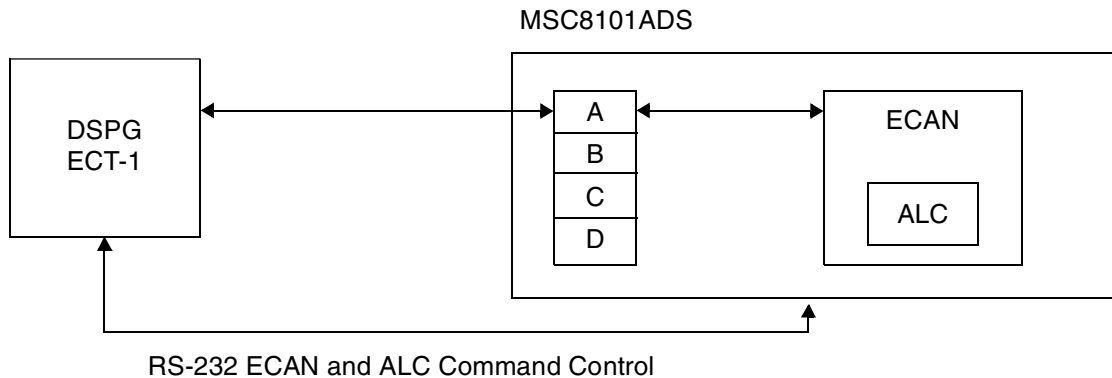 MSC8101ADS
DSPG
ECT-1
A
B
C
D
ECAN
ALC
RS-232 ECAN and ALC Command Control